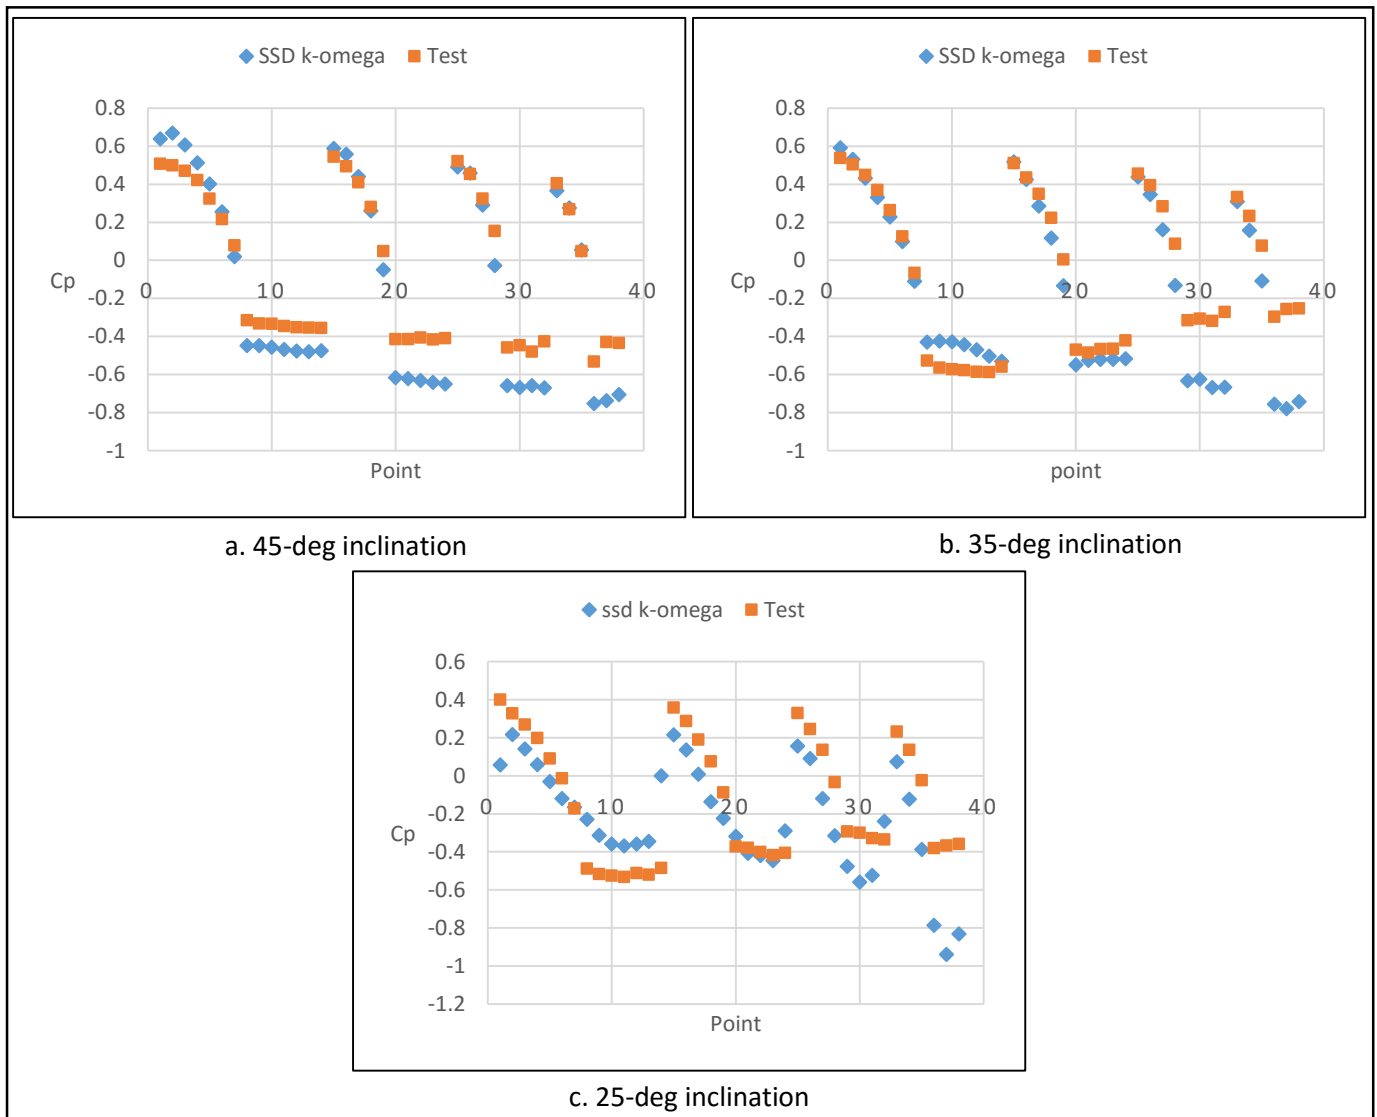 SSD k-omega Test
0.8
0.6
0.4
0.2
0
Cp
0 10 20 30 40
-0.2
-0.4
-0.6
-0.8
-1
Point
a. 45-deg inclination
SSD k-omega Test
0.8
0.6
0.4
0.2
0
Cp
0 10 20 30 40
-0.2
-0.4
-0.6
-0.8
-1
point
b. 35-deg inclination
ssd k-omega Test
0.6
0.4
0.2
0
0 10 20 30 40
-0.2
Cp
-0.4
-0.6
-0.8
-1
-1.2
Point
c. 25-deg inclination